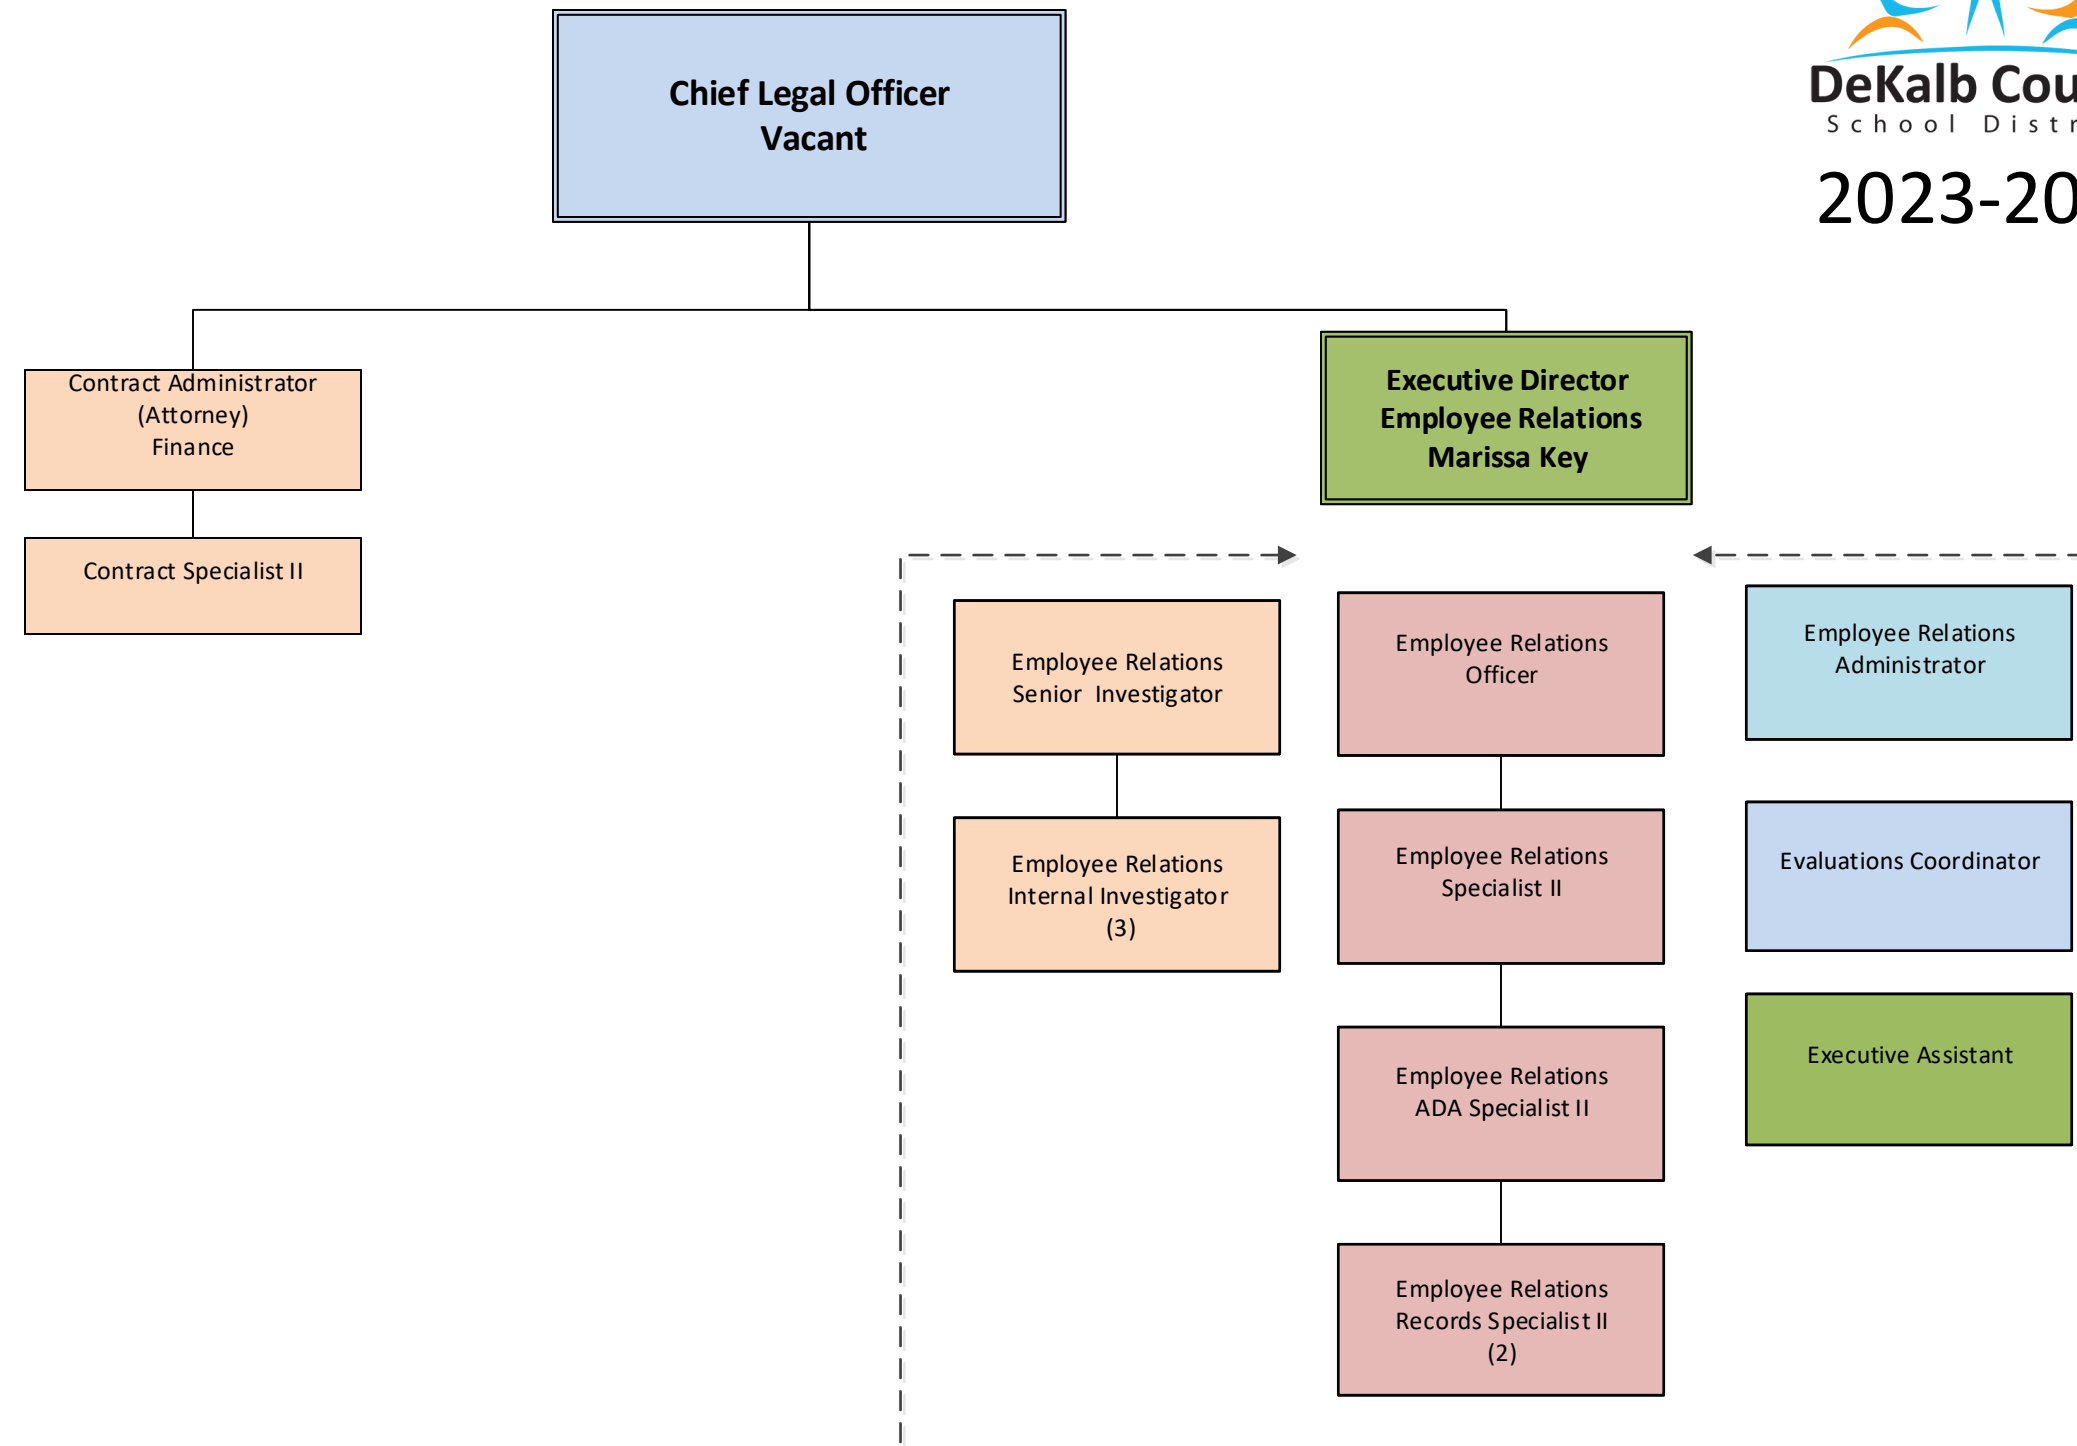 Chief Legal Officer
Vacant
DeKalb Cou
School Distr
2023-20
Contract Administrator
(Attorney)
Finance
Contract Specialist II
Executive Director
Employee Relations
Marissa Key
Employee Relations
Senior Investigator
Employee Relations
Internal Investigator
(3)
Employee Relations
Officer
Employee Relations
Specialist II
Employee Relations
ADA Specialist II
Employee Relations
Records Specialist II
(2)
Employee Relations
Administrator
Evaluations Coordinator
Executive Assistant